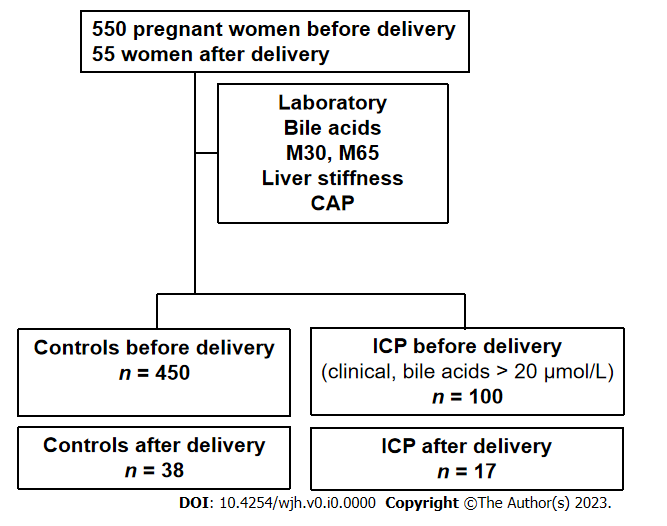 550 pregnant women before delivery
55 women after delivery
Laboratory
Bile acids
M30, M65
Liver stiffness
CAP
Controls before delivery
n = 450
ICP before delivery
(clinical, bile acids > 20 μmol/L)
n = 100
Controls after delivery
n = 38
ICP after delivery
n = 17
DOI: 10.4254/wjh.v0.i0.0000 Copyright ©The Author(s) 2023.